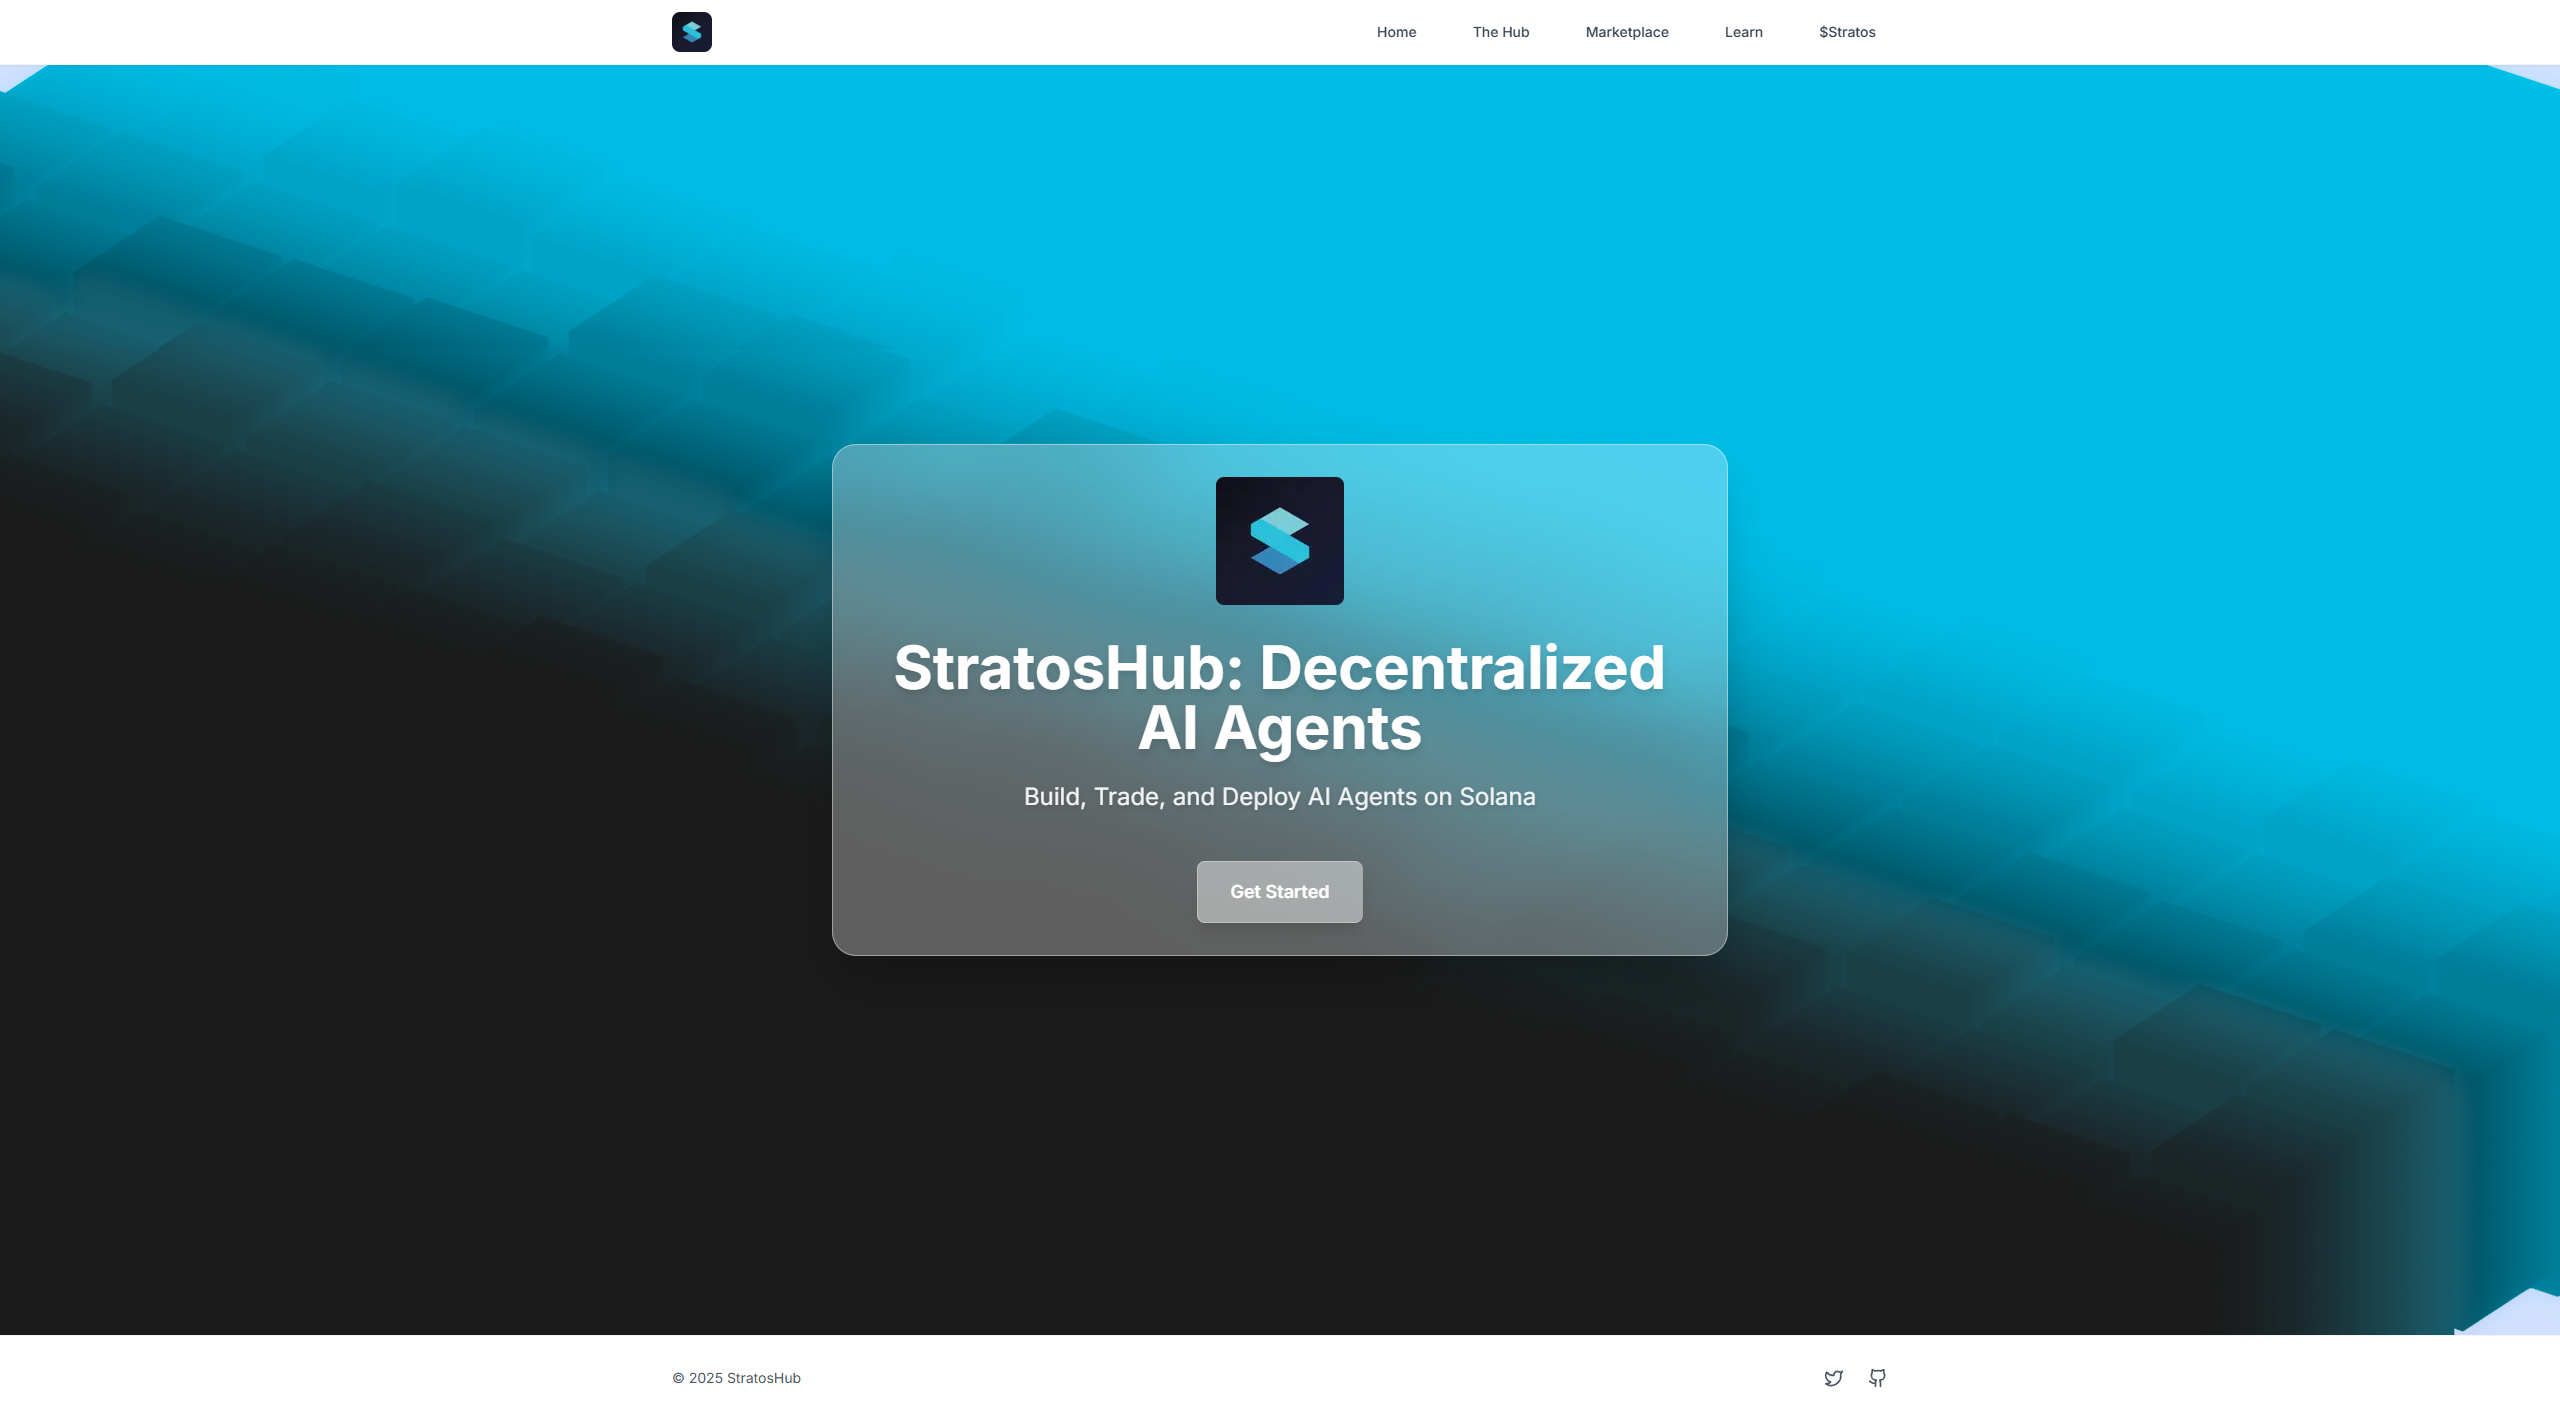 Home
The Hub
Marketplace
Learn
$Stratos
StratosHub: Decentralized
AI Agents
Build, Trade, and Deploy AI Agents on Solana
Get Started
© 2025 StratosHub